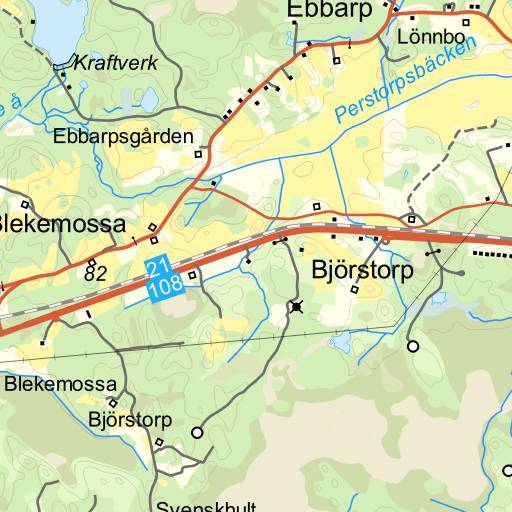 Ebbarp
Lönnbo
Kraftverk
Perstorpsbäcken
e å
Ebbarpsgården
Blekemossa
82
21
108
Björstorp
Blekemossa
Björstorp
Svenskhult